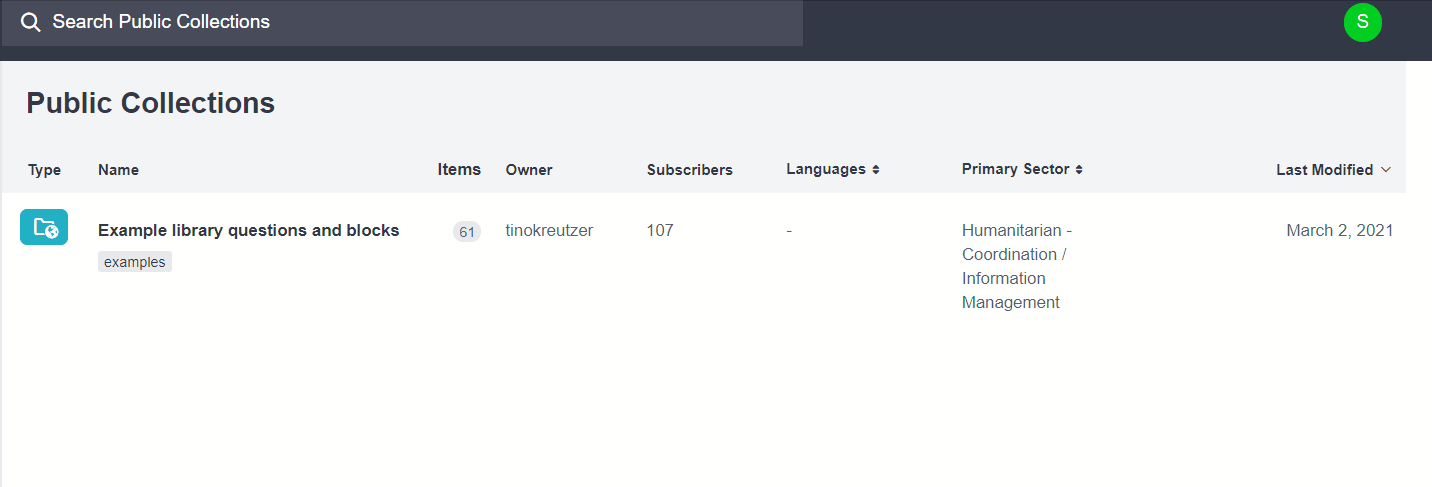 Search Public Collections
S
Public Collections
Type Name Items Owner Subscribers Languages Primary Sector Last Modified
Example library questions and blocks 61 tinokreutzer 107 - Humanitarian - March 2, 2021
Coordination /
examples
Information
Management